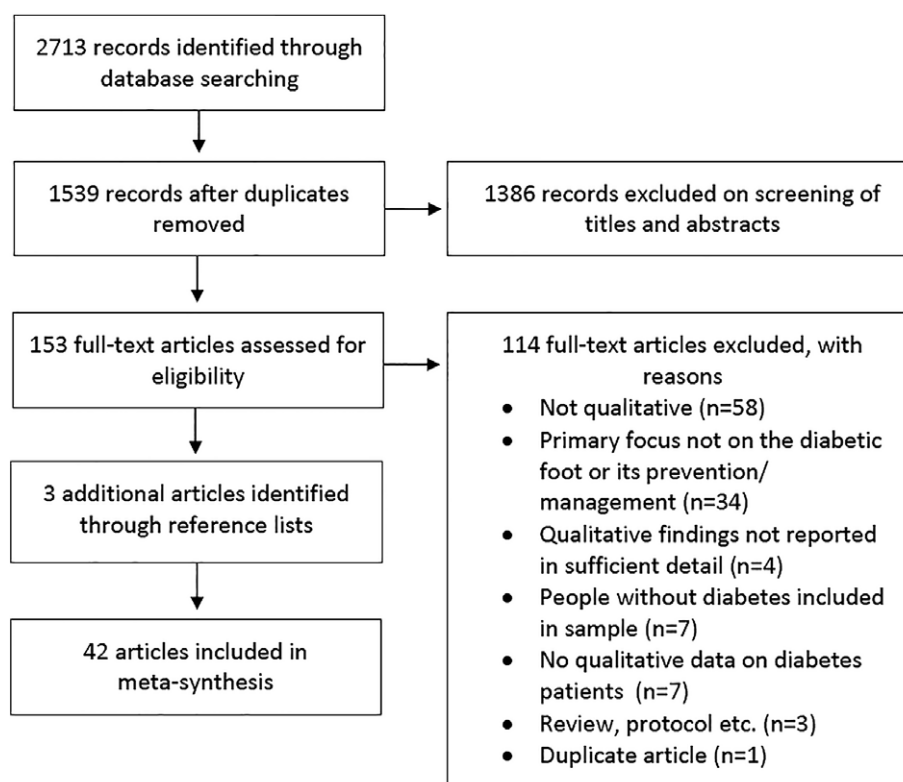 2713 records identified through
database searching
1539 records after duplicates
removed
1386 records excluded on screening of
titles and abstracts
153 full-text articles assessed for
eligibility
114 full-text articles excluded, with
reasons
• Not qualitative (n=58)
• Primary focus not on the diabetic
foot or its prevention/
management (n=34)
• Qualitative findings not reported
in sufficient detail (n=4)
• People without diabetes included
in sample (n=7)
• No qualitative data on diabetes
patients (n=7)
• Review, protocol etc. (n=3)
• Duplicate article (n=1)
3 additional articles identified
through reference lists
42 articles included in
meta-synthesis